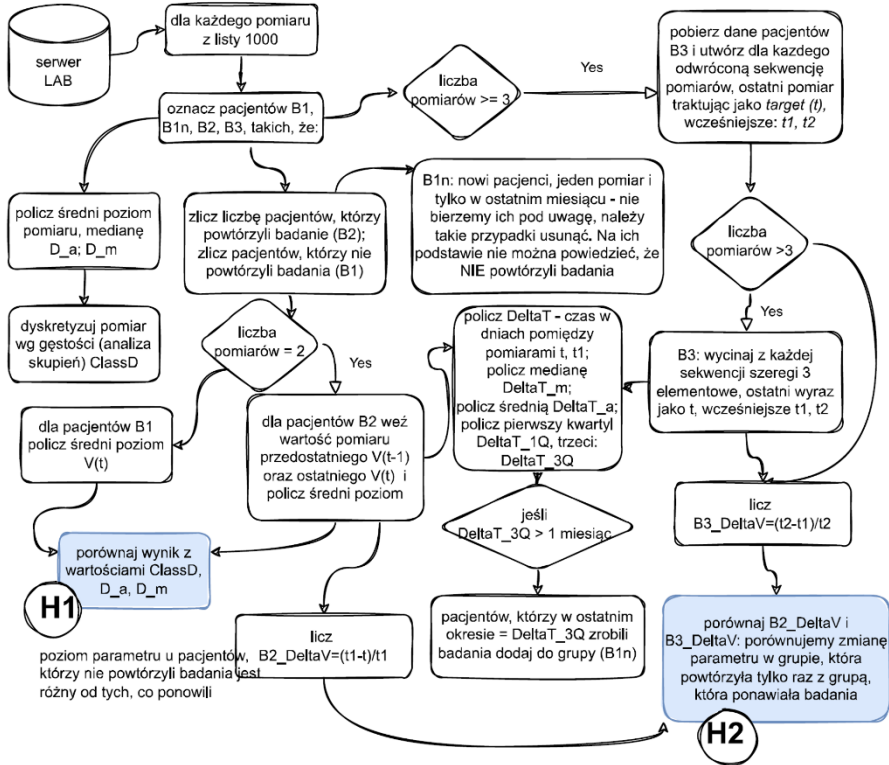 serwer
LAB
dla każdego pomiaru
z listy 1000
oznacz pacjentów B1,
B1n, B2, B3, takich, że:
liczba
pomiarów >= 3
Yes
pobierz dane pacjentów
B3 i utwórz dla kazdego
odwróconą sekwencję
pomiarów, ostatni pomiar
traktując jako target (t),
wcześniejsze: t1, t2
policz średni poziom
pomiaru, medianę
D_a; D_m
zlicz liczbę pacjentów, którzy
powtórzyli badanie (B2);
zlicz pacjentów, którzy nie
powtórzyli badania (B1)
B1n: nowi pacjenci, jeden pomiar i
tylko w ostatnim miesiącu - nie
bierzemy ich pod uwagę, należy
takie przypadki usunąć. Na ich
podstawie nie można powiedzieć, że
NIE powtórzyli badania
liczba
pomiarów >3
Yes
dyskretyzuj pomiar
wg gęstości (analiza
skupień) ClassD
liczba
pomiarów = 2
Yes
policz DeltaT - czas w
dniach pomiędzy
pomiarami t, t1;
policz medianę
DeltaT_m;
policz średnią DeltaT_a;
policz pierwszy kwartyl
DeltaT_1Q, trzeci:
DeltaT_3Q
B3: wycinaj z każdej
sekwencji szeregi 3
elementowe, ostatni wyraz
jako t, wcześniejsze t1, t2
dla pacjentów B1
policz średni poziom
V(t)
dla pacjentów B2 weź
wartość pomiaru
przedostatniego V(t-1)
oraz ostatniego V(t) i
policz średni poziom
jeśli
DeltaT_3Q > 1 miesiąc
licz
B3_DeltaV=(t2-t1)/t2
porównaj wynik z
wartościami ClassD,
D_a, D_m
H1
poziom parametru u pacjentów,
którzy nie powtórzyli badania jest
różny od tych, co ponowili
licz
B2_DeltaV=(t1-t)/t1
pacjentów, którzy w ostatnim
okresie = DeltaT_3Q zrobili
badania dodaj do grupy (B1n)
porównaj B2_DeltaV i
B3_DeltaV: porównujemy zmianę
parametru w grupie, która
powtórzyła tylko raz z grupą,
która ponawiała badania
H2